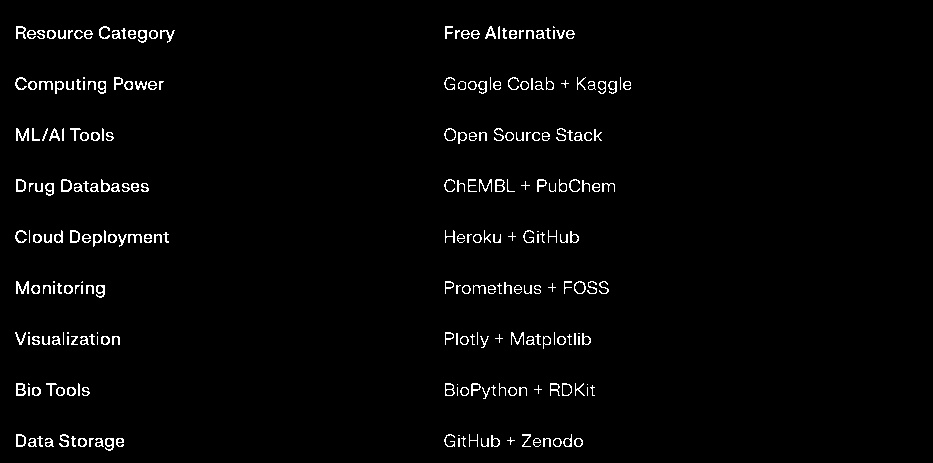 Resource Category Free Alternative
Computing Power Google Colab + Kaggle
ML/AI Tools Open Source Stack
Drug Databases ChEMBL + PubChem
Cloud Deployment Heroku + GitHub
Monitoring Prometheus + FOSS
Visualization Plotly + Matplotlib
Bio Tools BioPython + RDKit
Data Storage GitHub + Zenodo